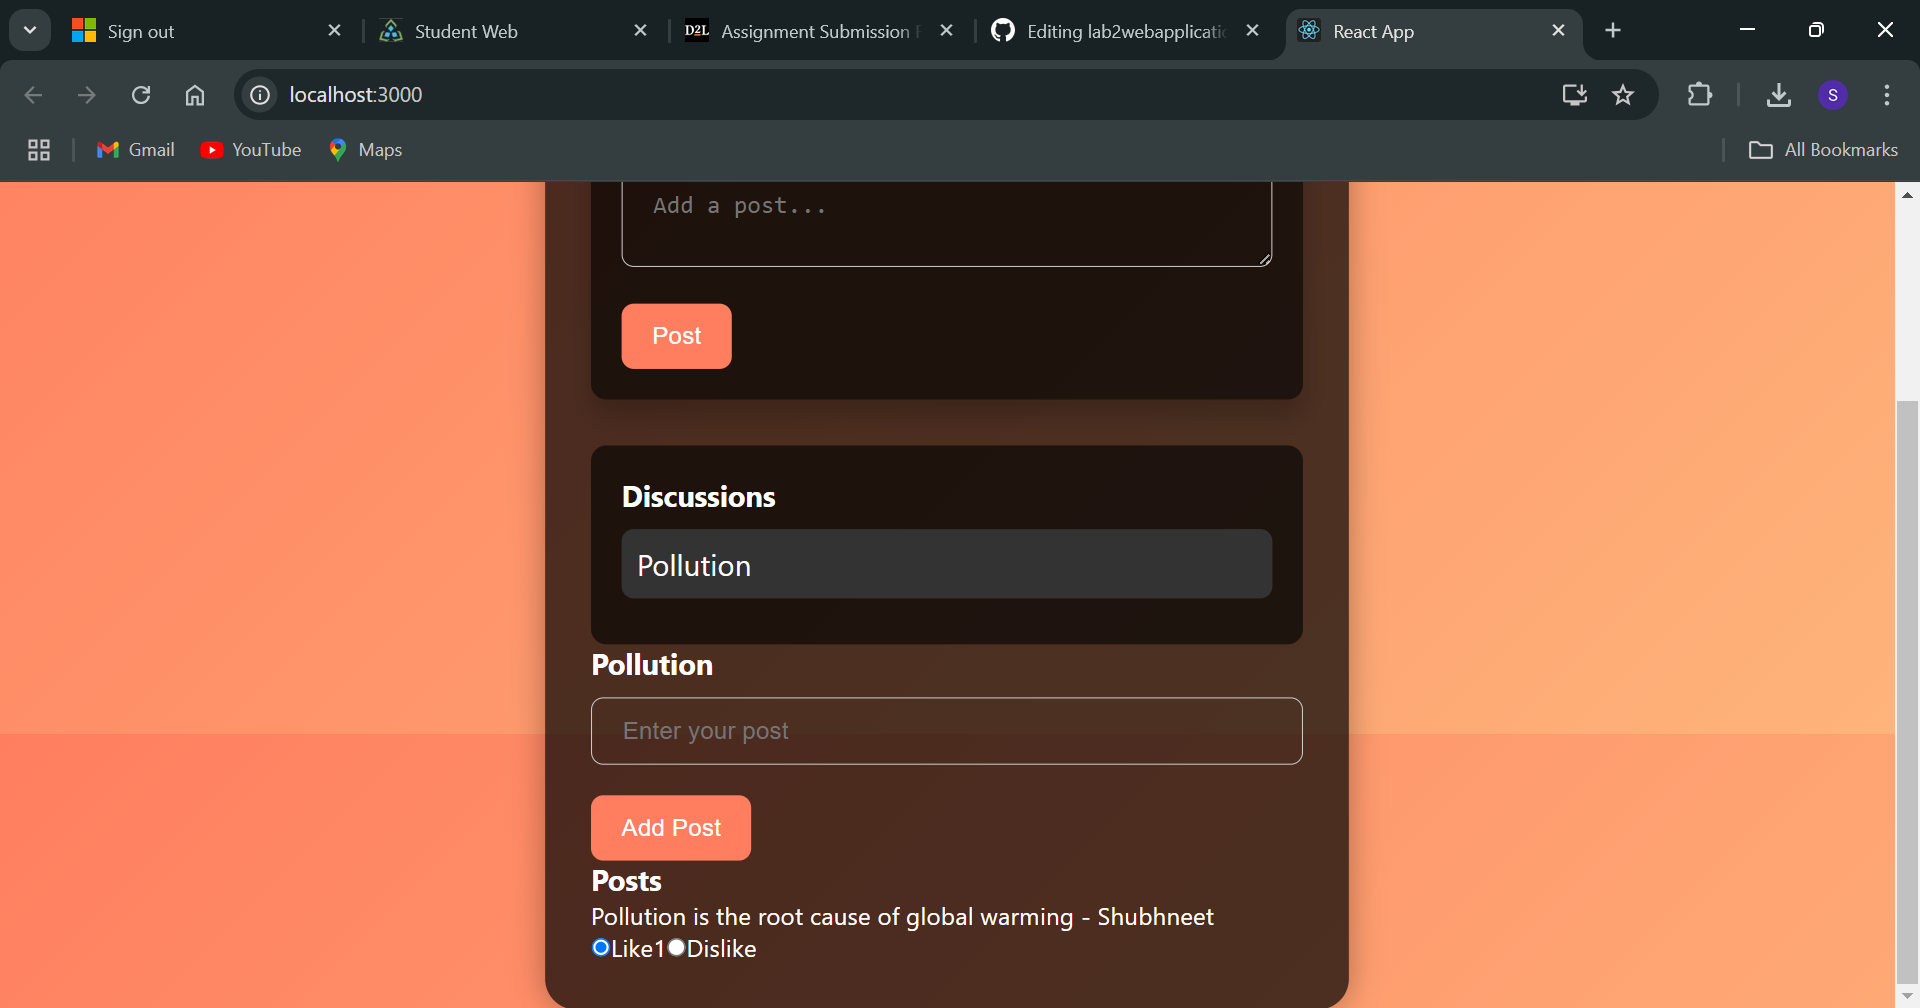 Sign out
Student Web
D2L Assignment Submission
Editing lab2webapplicati
React App
localhost:3000
S
Gmail
YouTube
Maps
All Bookmarks
Add a post...
Post
Discussions
Pollution
Pollution
Enter your post
Add Post
Posts
Pollution is the root cause of global warming - Shubhneet
Like1 Dislike